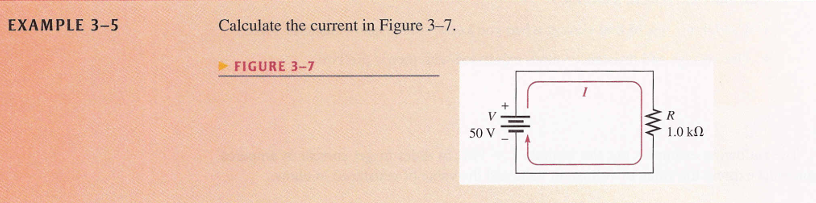 EXAMPLE 3–5
Calculate the current in Figure 3–7.
FIGURE 3–7
I
+
V
50 V
–
R
1.0 kΩ